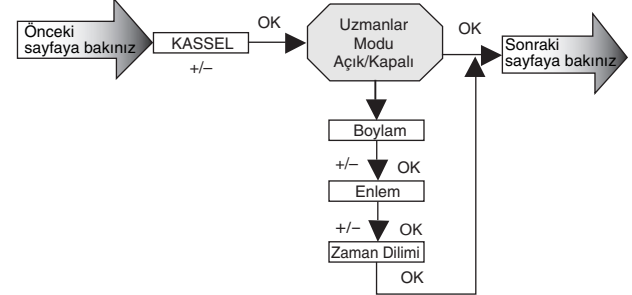 Önceki
sayfaya bakınız
KASSEL
+/–
OK
Uzmanlar
Modu
Açık/Kapalı
OK
Sonraki
sayfaya bakınız
Boylam
+/–
OK
Enlem
+/–
OK
Zaman Dilimi
OK